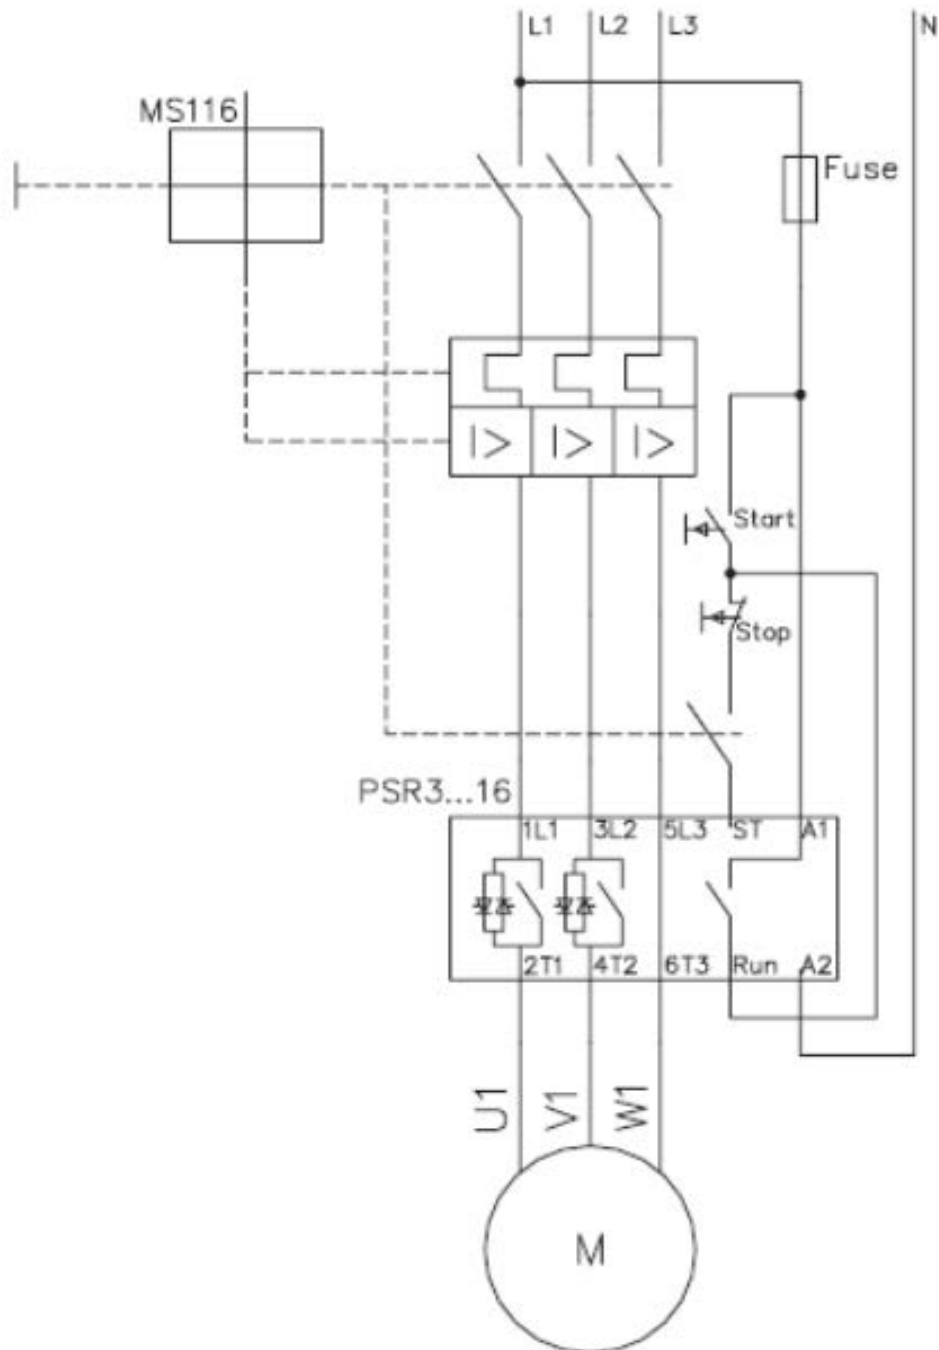 L1 L2 L3 N
MS116
Fuse
I> I> I>
Start
Stop
PSR3...16
1L1 3L2 5L3 ST A1
2T1 4T2 6T3 Run A2
U1 V1 W1
M